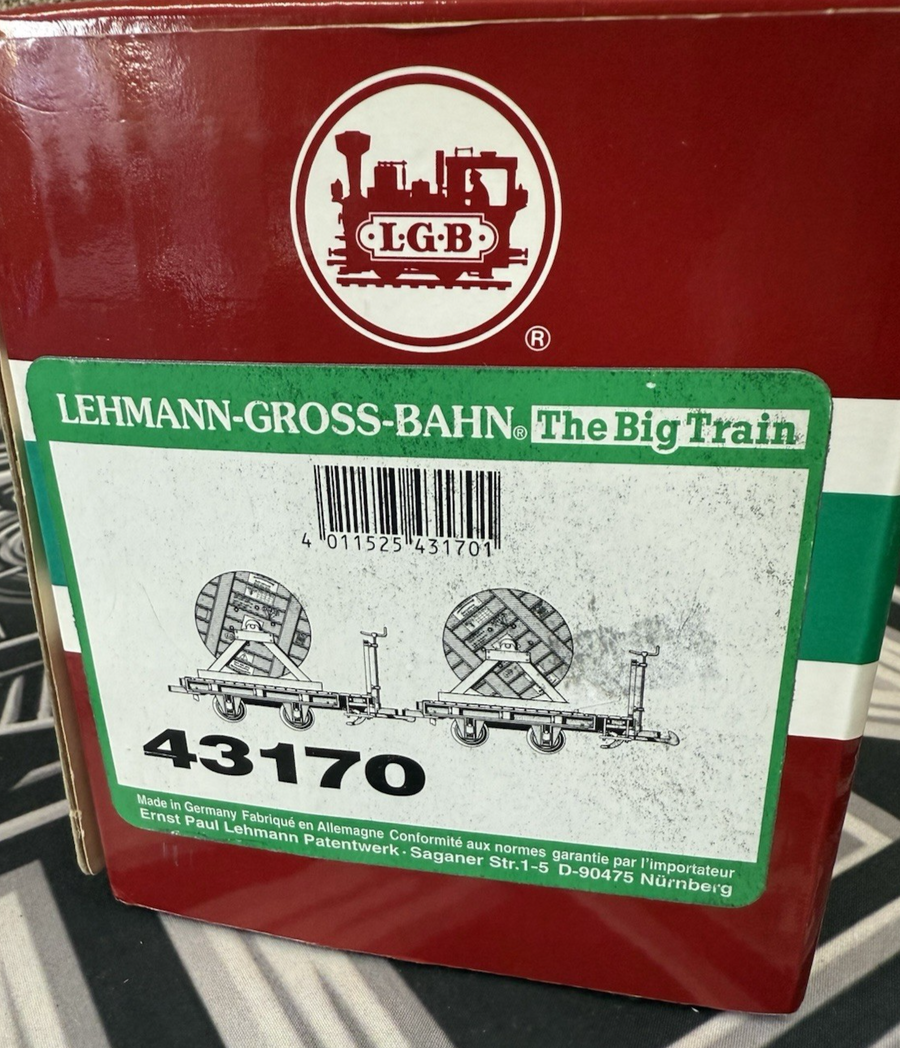 L·G·B
®
LEHMANN-GROSS-BAHN® The Big Train
4 011525 431701
43170
Made in Germany Fabriqué en Allemagne Conformité aux normes garantie par l'importateur
Ernst Paul Lehmann Patentwerk · Saganer Str.1-5 D-90475 Nürnberg